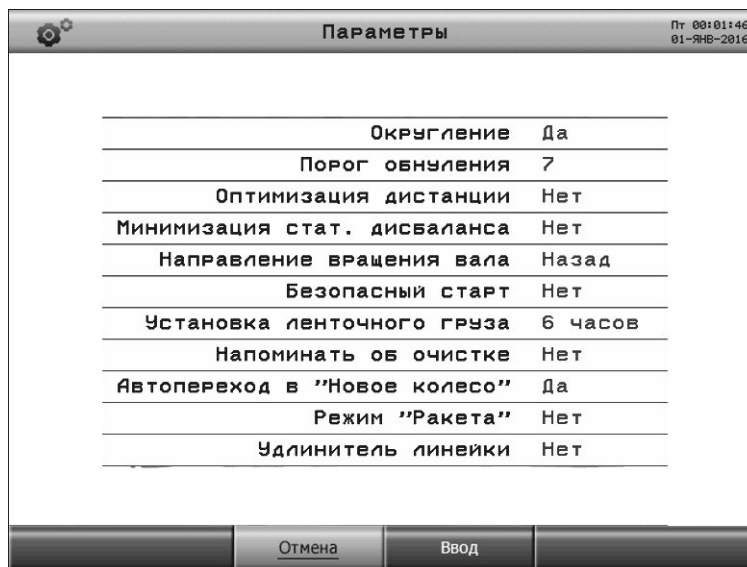 Параметры
Пт 00:01:46
01-ЯНВ-2016
Округление Да
Порог обнуления 7
Оптимизация дистанции Нет
Минимизация стат. дисбаланса Нет
Направление вращения вала Назад
Безопасный старт Нет
Установка ленточного груза 6 часов
Напоминать об очистке Нет
Автопереход в "Новое колесо" Да
Режим "Ракета" Нет
Удлинитель линейки Нет
Отмена Ввод